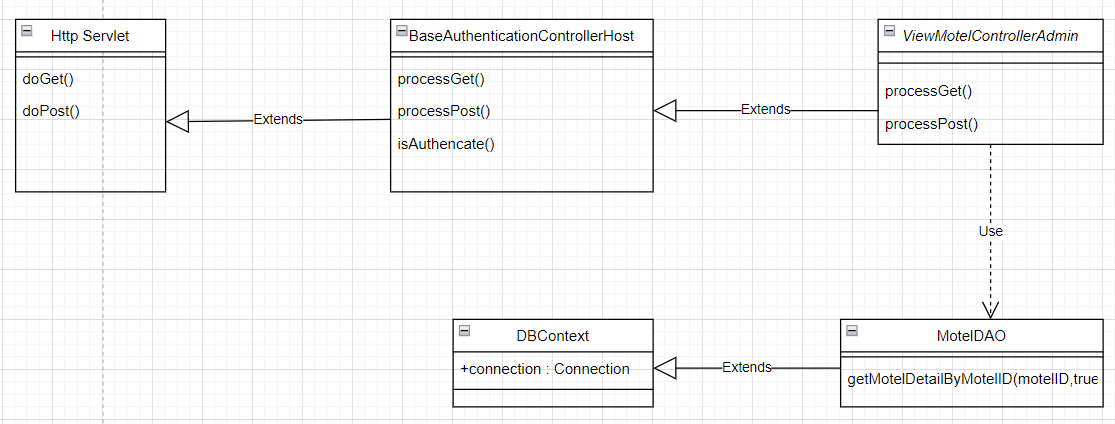 Http Servlet
doGet()
doPost()
Extends
BaseAuthenticationControllerHost
processGet()
processPost()
isAuthencate()
Extends
ViewMotelControllerAdmin
processGet()
processPost()
Use
DBContext
+connection : Connection
Extends
MotelDAO
getMotelDetailByMotelID(motelID,true